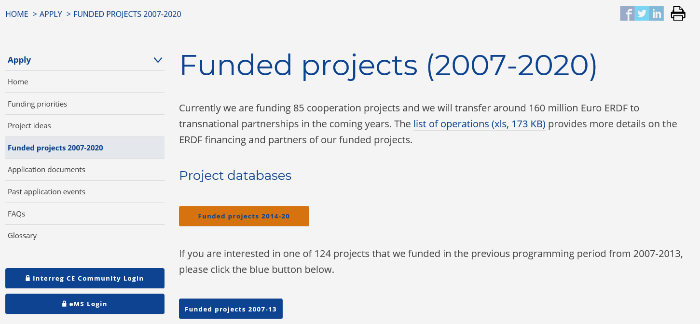 HOME > APPLY > FUNDED PROJECTS 2007-2020
Apply
Home
Funding priorities
Project ideas
Funded projects 2007-2020
Application documents
Past application events
FAQs
Glossary
Interreg CE Community Login
eMS Login
Funded projects (2007-2020)
Currently we are funding 85 cooperation projects and we will transfer around 160 million Euro ERDF to
transnational partnerships in the coming years. The list of operations (xls, 173 KB) provides more details on the
ERDF financing and partners of our funded projects.
Project databases
Funded projects 2014-20
If you are interested in one of 124 projects that we funded in the previous programming period from 2007-2013,
please click the blue button below.
Funded projects 2007-13